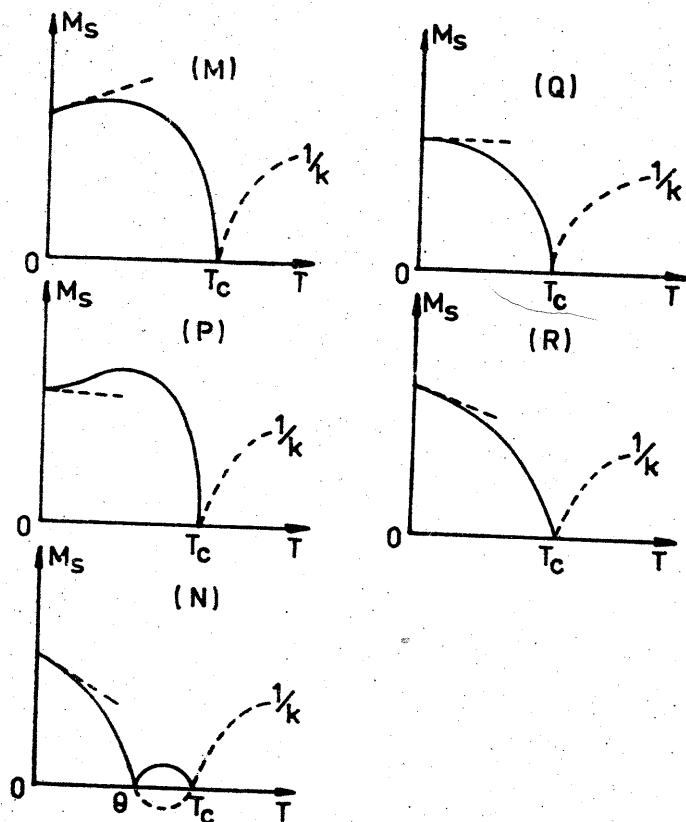 Ms
(M)
1/k
0
Tc
T
Ms
(Q)
1/k
0
Tc
T
Ms
(P)
1/k
0
Tc
T
Ms
(R)
1/k
0
Tc
T
Ms
(N)
1/k
0
θ
Tc
T